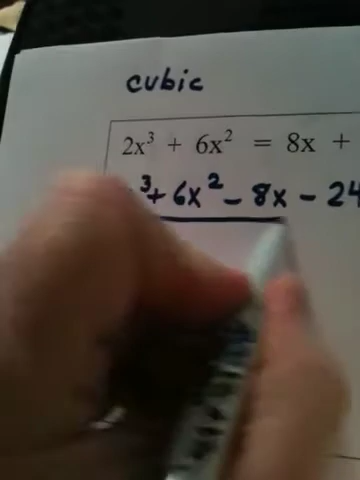 cubic
2x³ + 6x² = 8x +
³ + 6x² - 8x - 24